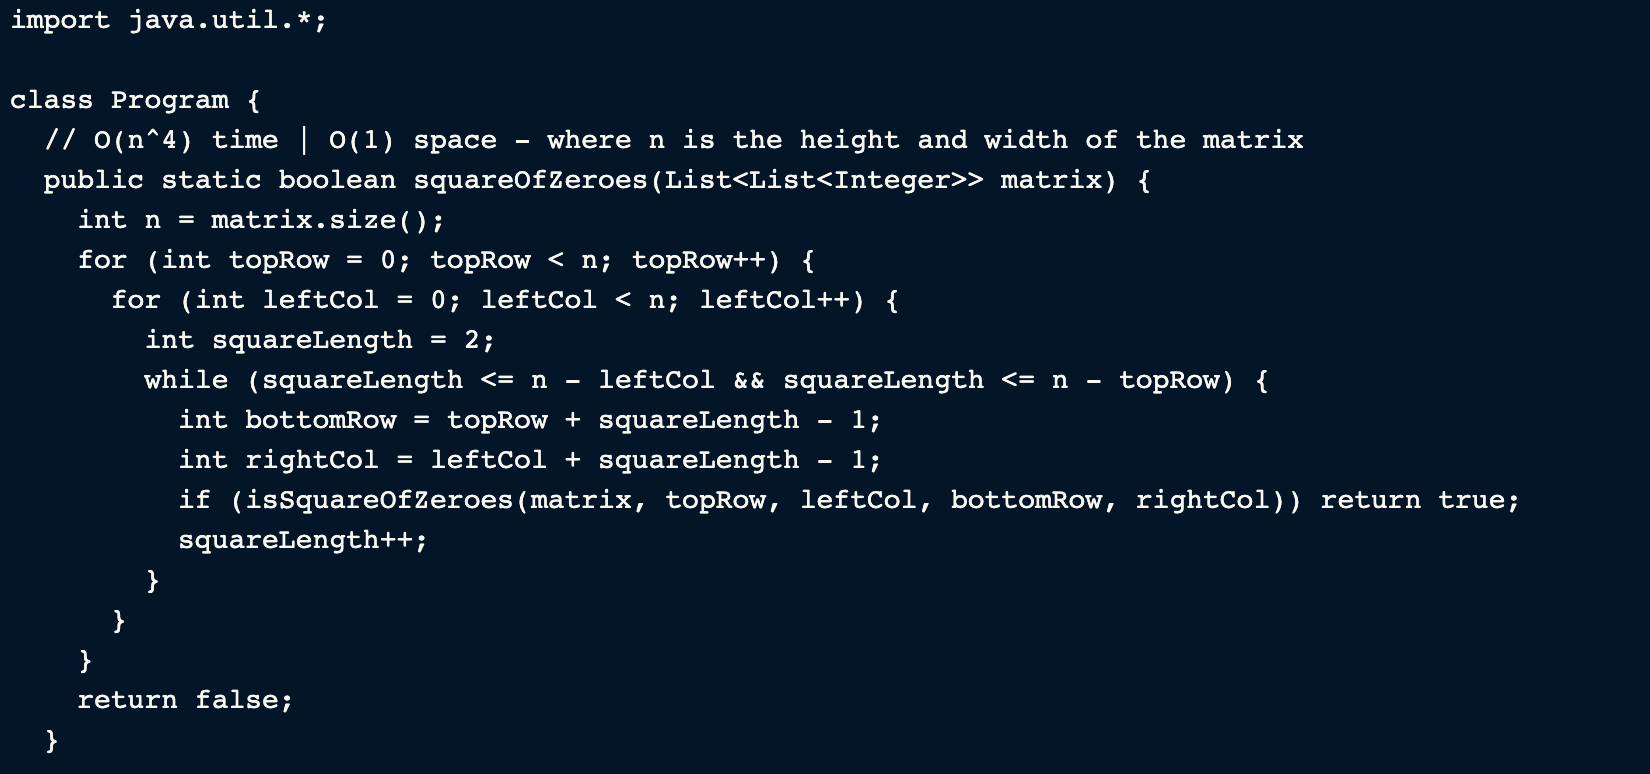 import java.util.*;

class Program {
  // O(n^4) time | O(1) space - where n is the height and width of the matrix
  public static boolean squareOfZeroes(List<List<Integer>> matrix) {
    int n = matrix.size();
    for (int topRow = 0; topRow < n; topRow++) {
      for (int leftCol = 0; leftCol < n; leftCol++) {
        int squareLength = 2;
        while (squareLength <= n - leftCol && squareLength <= n - topRow) {
          int bottomRow = topRow + squareLength - 1;
          int rightCol = leftCol + squareLength - 1;
          if (isSquareOfZeroes(matrix, topRow, leftCol, bottomRow, rightCol)) return true;
          squareLength++;
        }
      }
    }
    return false;
  }